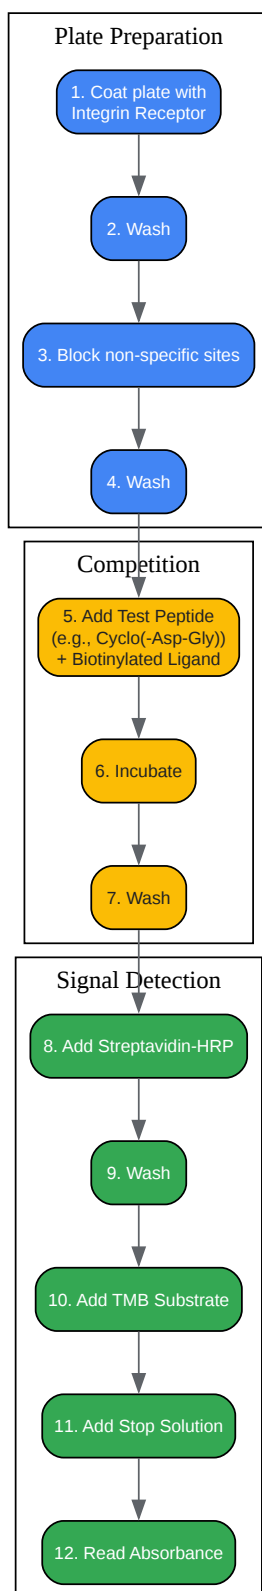 Plate Preparation
1. Coat plate with
Integrin Receptor
2. Wash
3. Block non-specific sites
4. Wash
Competition
5. Add Test Peptide
(e.g., Cyclo(-Asp-Gly))
+ Biotinylated Ligand
6. Incubate
7. Wash
Signal Detection
8. Add Streptavidin-HRP
9. Wash
10. Add TMB Substrate
11. Add Stop Solution
12. Read Absorbance